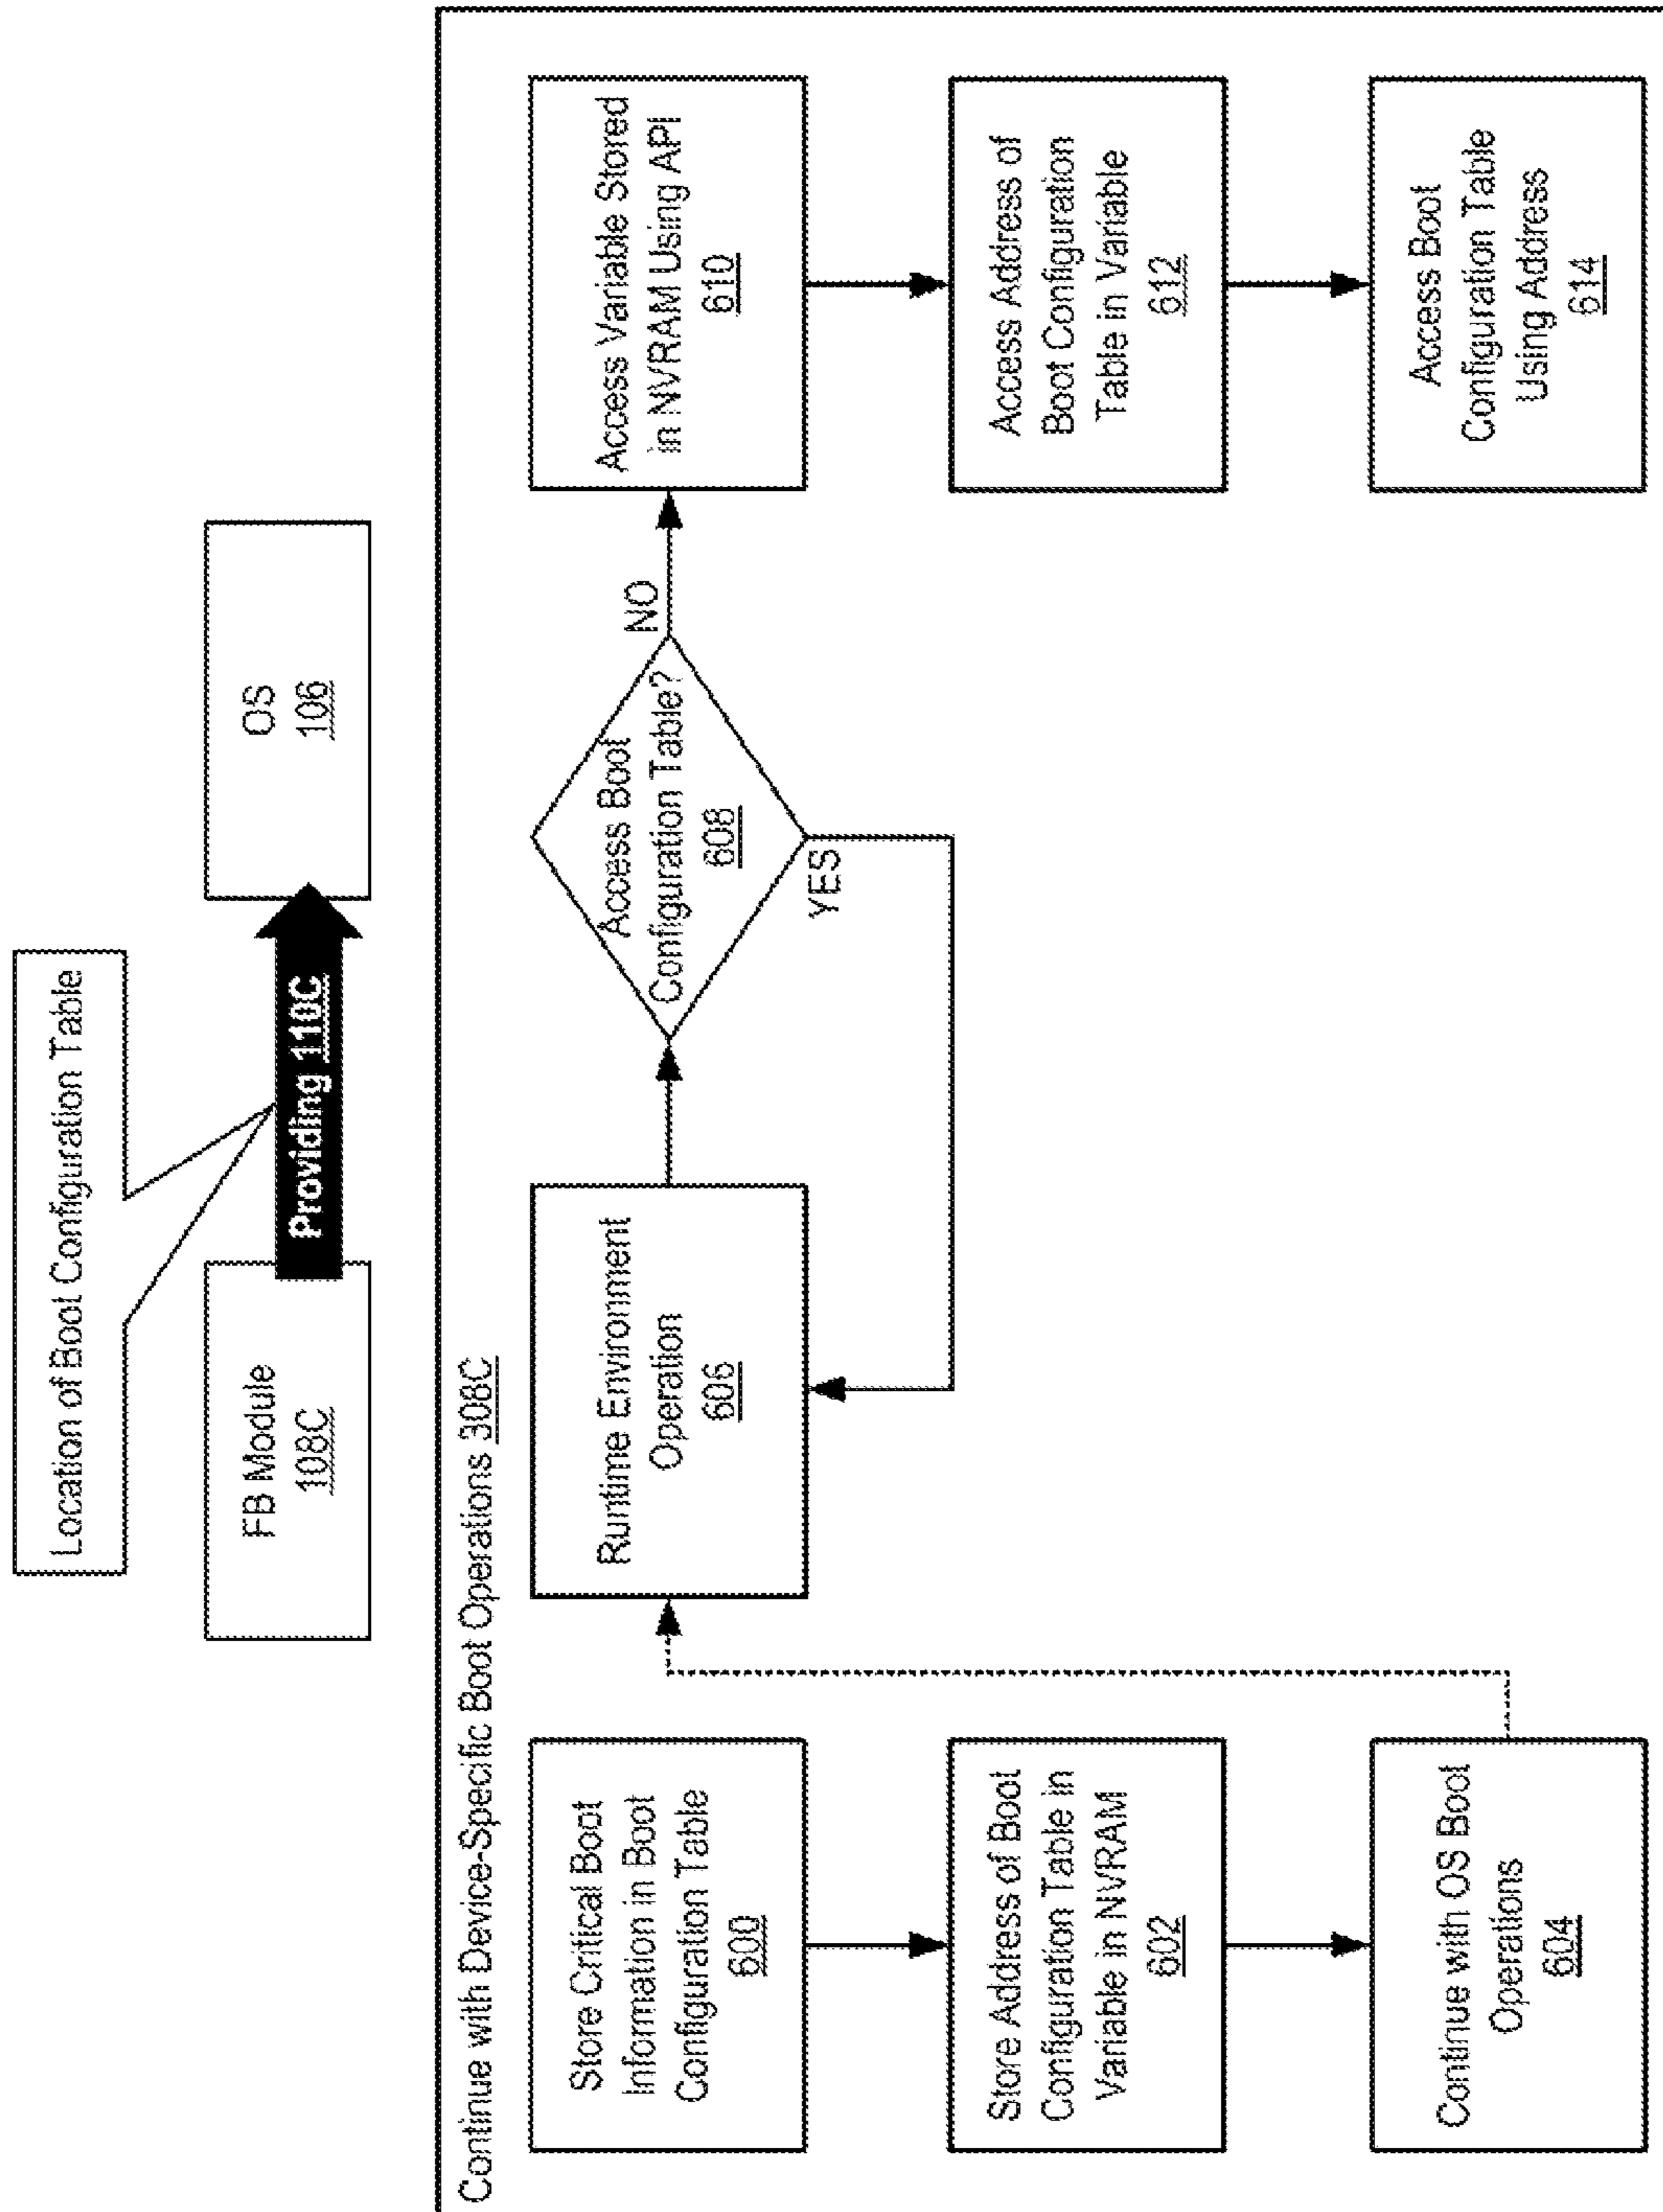 Location of Boot Configuration Table
FB Module
108C
Providing 110C
OS
106
Continue with Device-Specific Boot Operations 308C
Store Critical Boot
Information in Boot
Configuration Table
600
Store Address of Boot
Configuration Table in
Variable in NVRAM
602
Continue with OS Boot
Operations
604
Runtime Environment
Operation
606
Access Boot
Configuration Table?
608
YES
NO
Access Variable Stored
in NVRAM Using API
610
Access Address of
Boot Configuration
Table in Variable
612
Access Boot
Configuration Table
Using Address
614